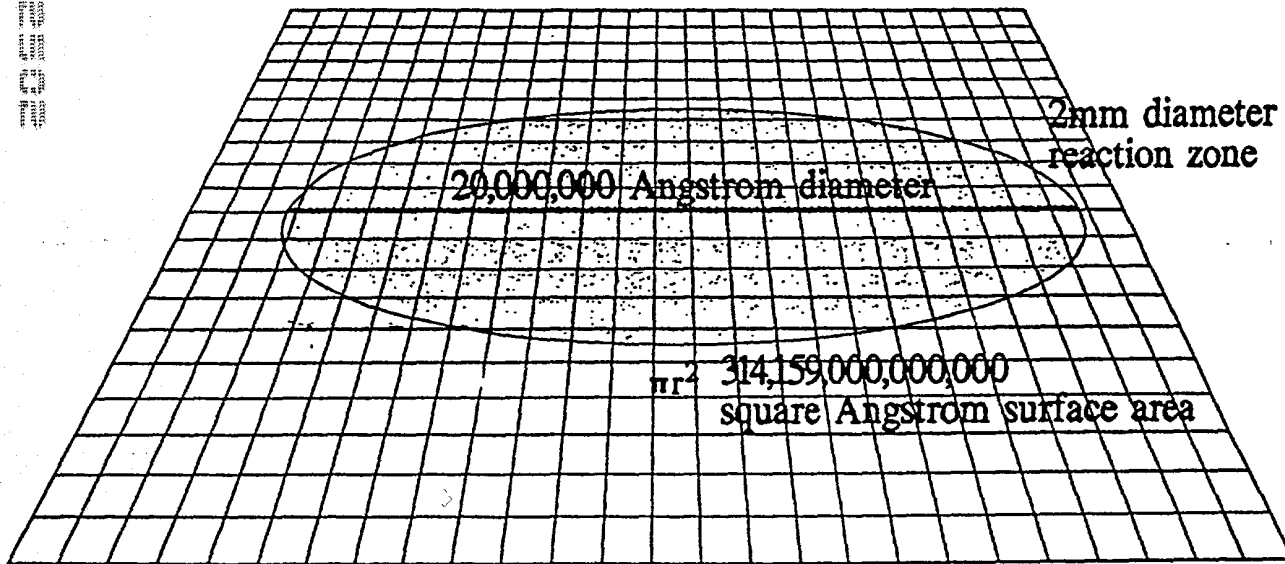 2mm diameter
reaction zone
20,000,000 Angstrom diameter
πr² 314,159,000,000,000
square Angstrom surface area